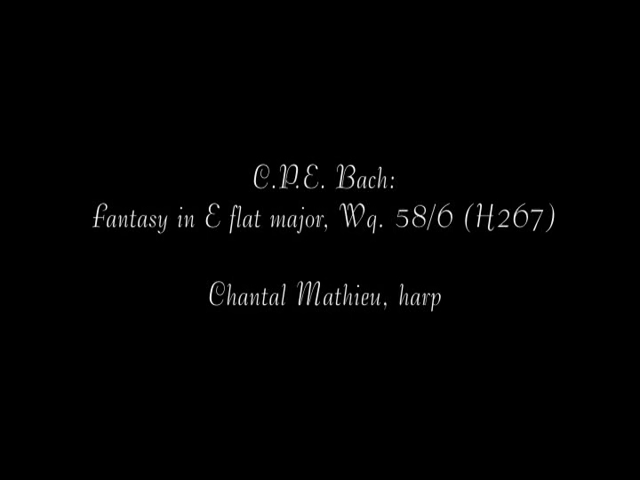 C.P.E. Bach:
Fantasy in E flat major, Wq. 58/6 (H267)
Chantal Mathieu, harp